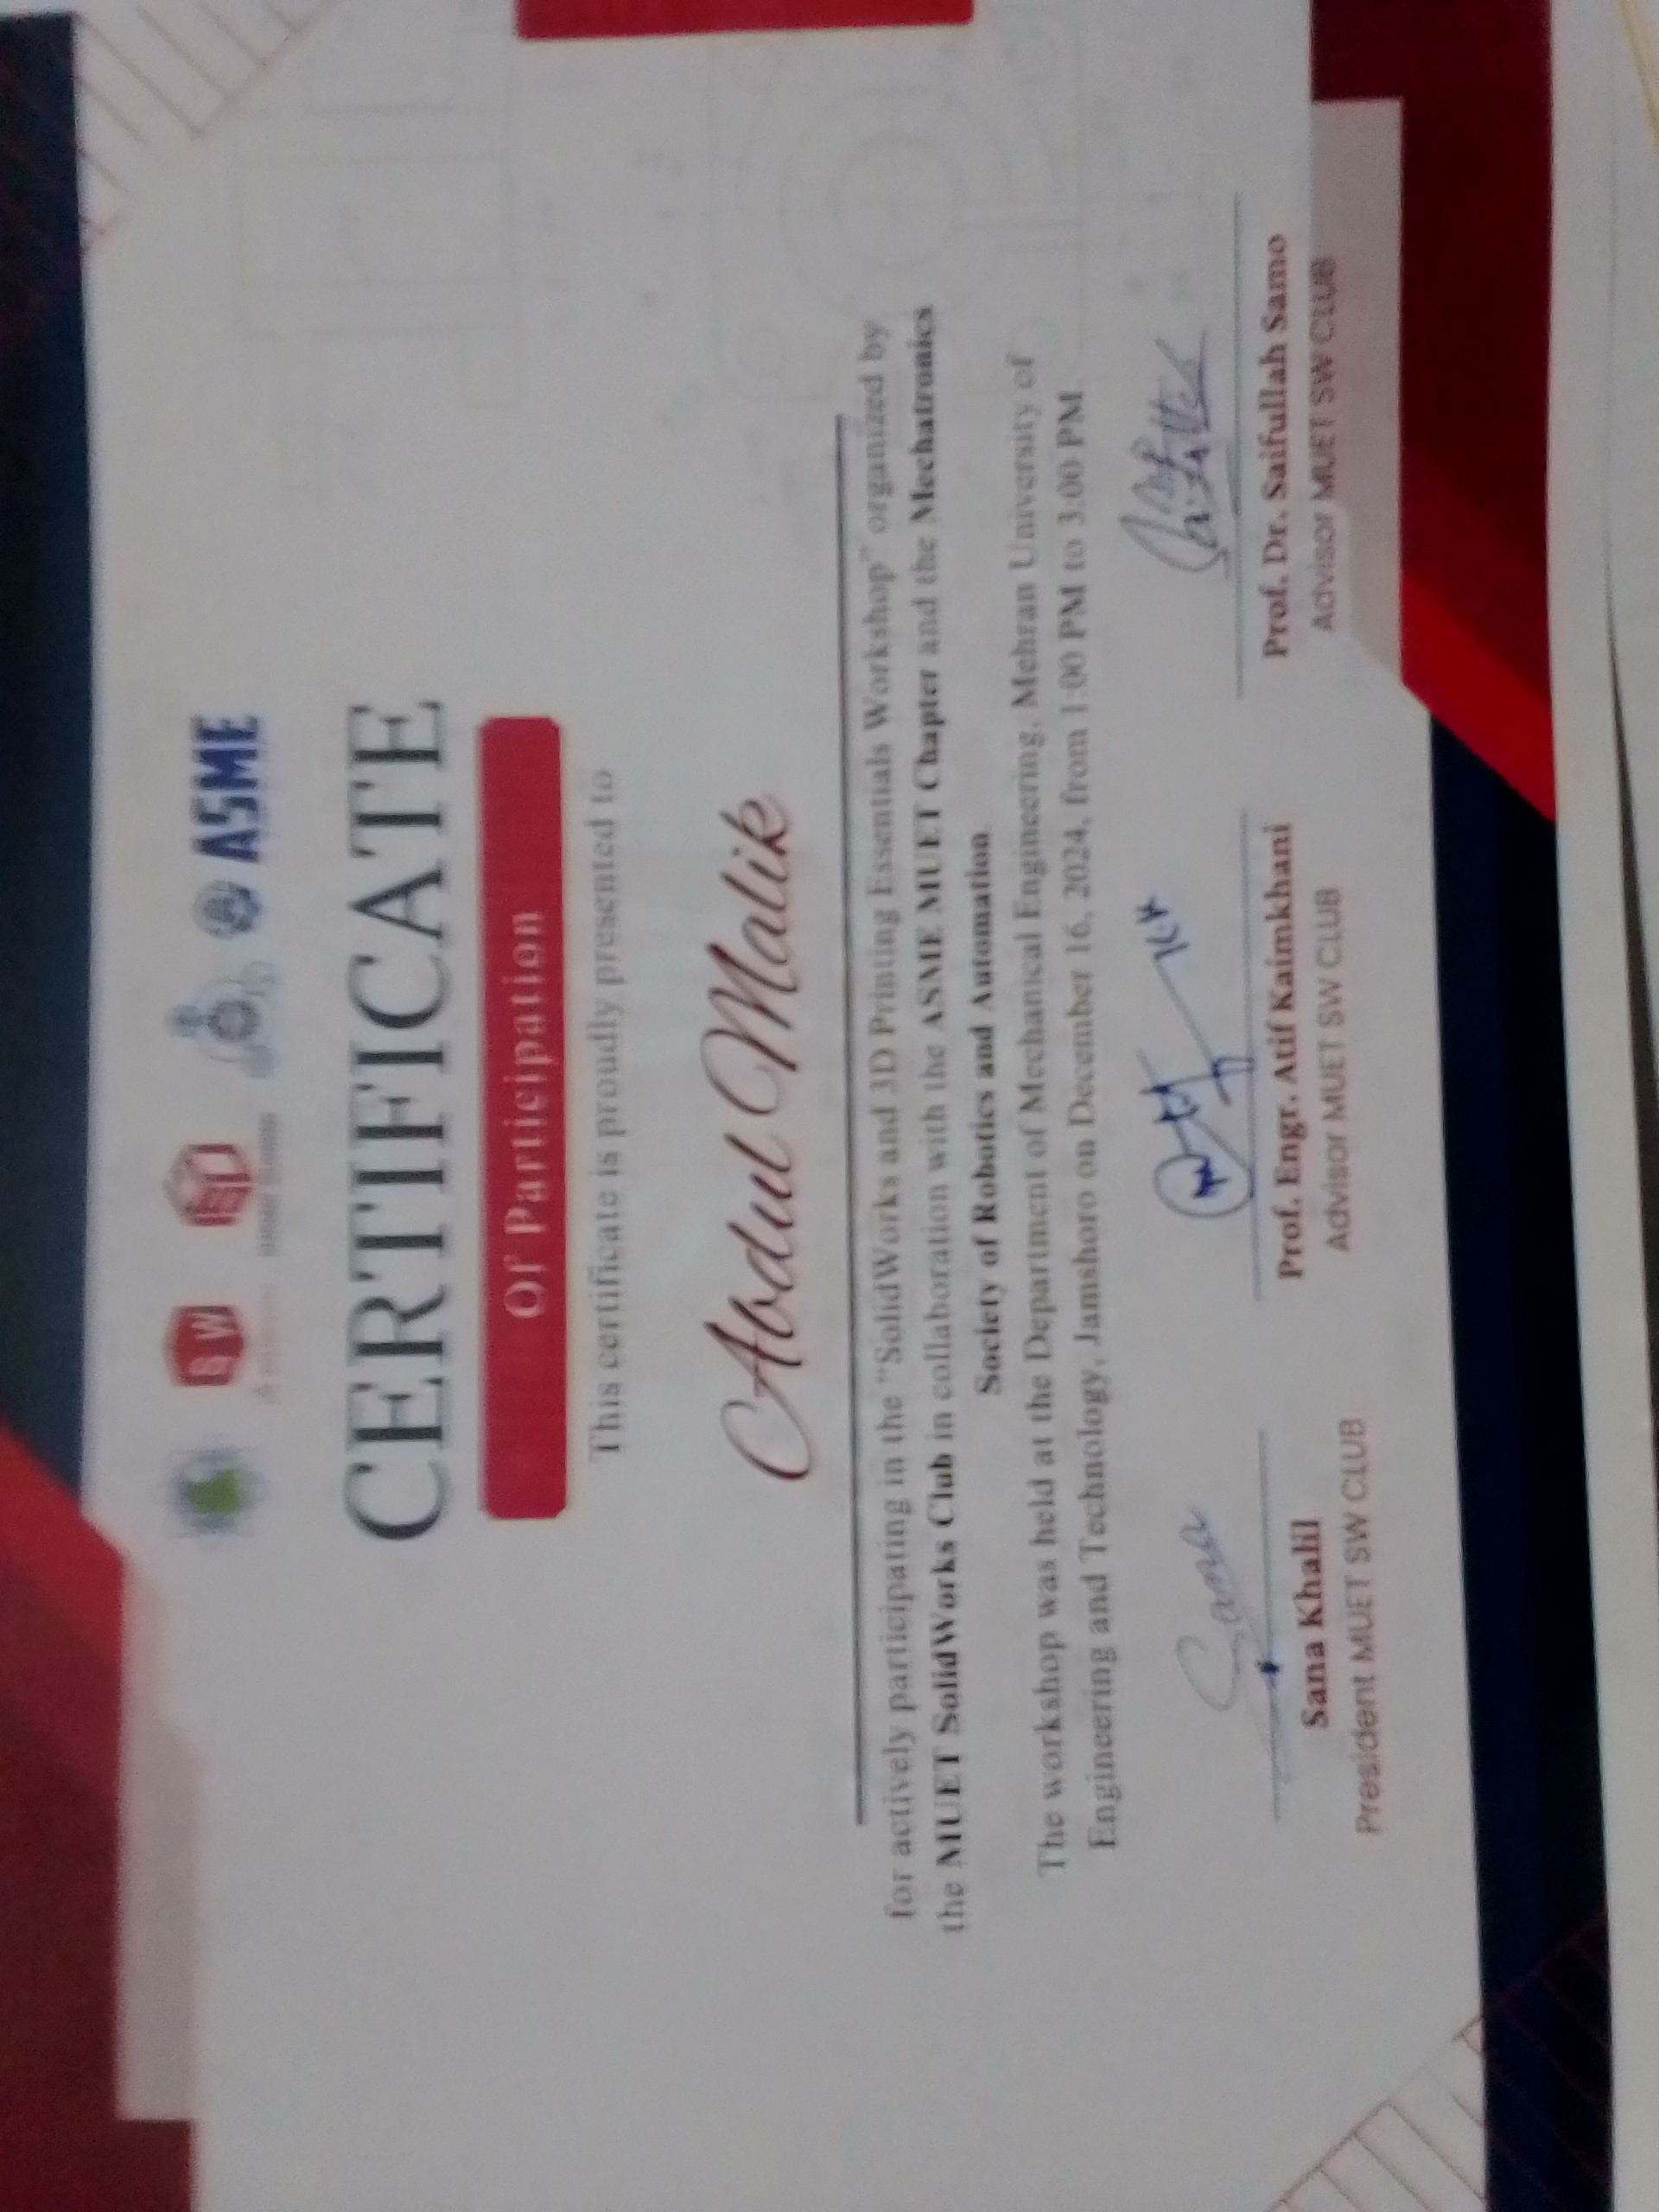 SW
ASME
CERTIFICATE
Of Participation
This certificate is proudly presented to
Abdul Malik
for actively participating in the "SolidWorks and 3D Printing Essentials Workshop" organized by
the MUET SolidWorks Club in collaboration with the ASME MUET Chapter and the Mechatronics
Society of Robotics and Automation
The workshop was held at the Department of Mechanical Engineering, Mehran University of
Engineering and Technology, Jamshoro on December 16, 2024, from 1:00 PM to 3:00 PM
Sana
Sana Khalil
President MUET SW CLUB
Prof. Engr. Atif Kaimkhani
Advisor MUET SW CLUB
Prof. Dr. Saifullah Samo
Advisor MUET SW CLUB